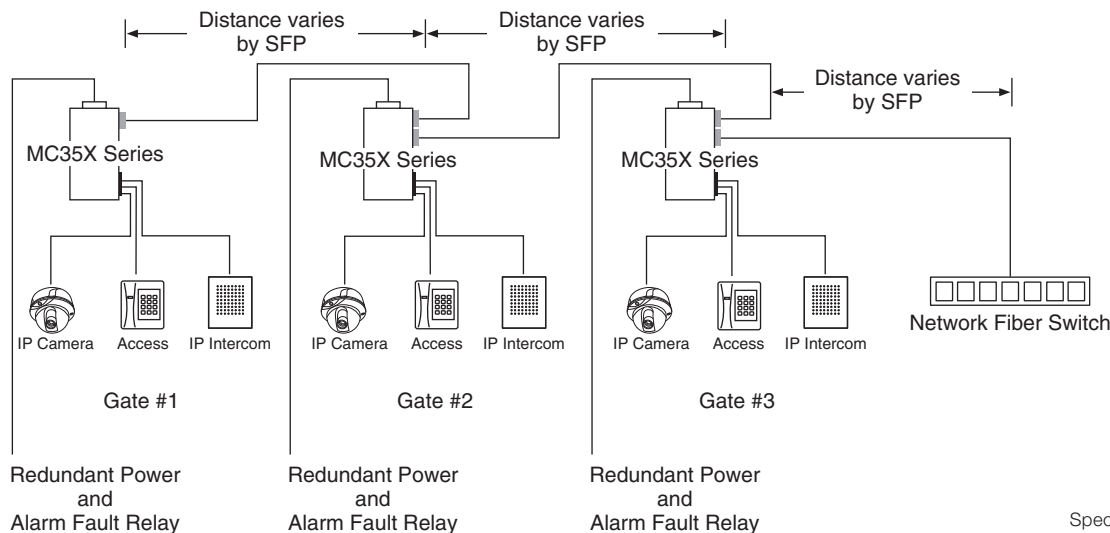 Distance varies
by SFP
Distance varies
by SFP
Distance varies
by SFP
MC35X Series
MC35X Series
MC35X Series
IP Camera
Access
IP Intercom
IP Camera
Access
IP Intercom
IP Camera
Access
IP Intercom
Network Fiber Switch
Gate #1
Gate #2
Gate #3
Redundant Power
and
Alarm Fault Relay
Redundant Power
and
Alarm Fault Relay
Redundant Power
and
Alarm Fault Relay